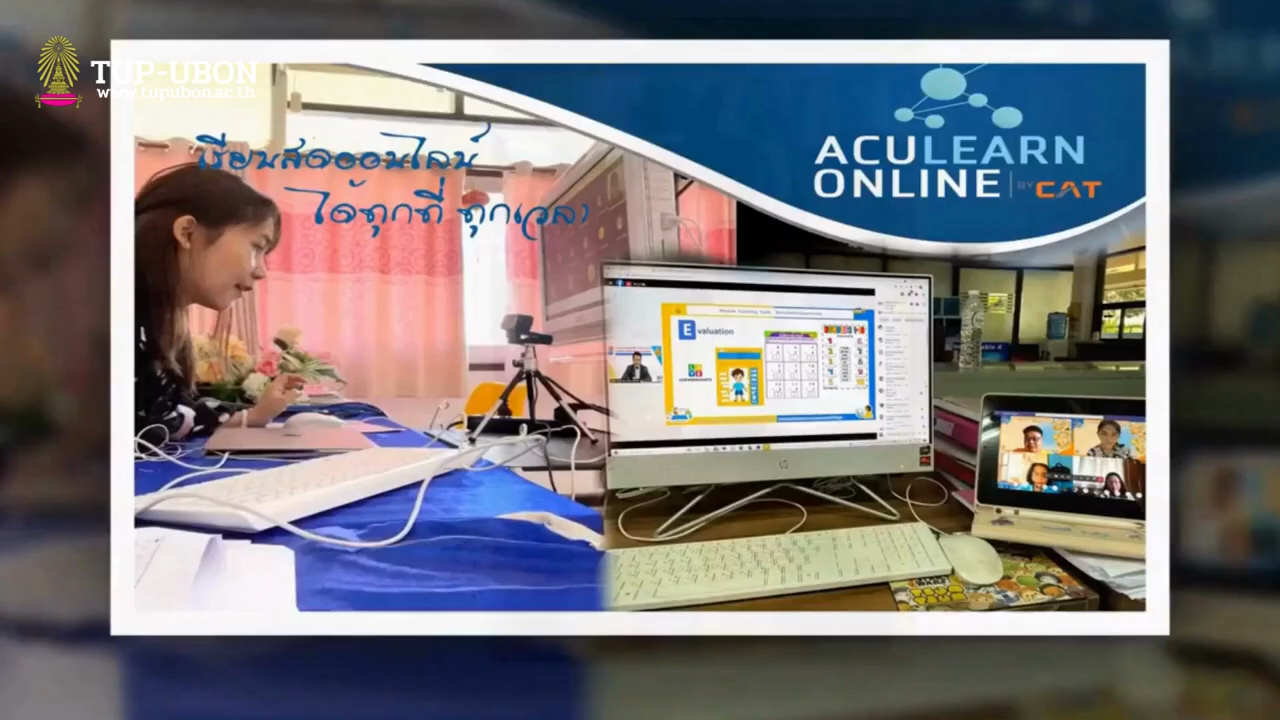 TUP-UBON
www.tupubon.ac.th
เรียนสดออนไลน์
ได้ทุกที่ ทุกเวลา
ACULEARN
ONLINE | BY CAT
Evaluation